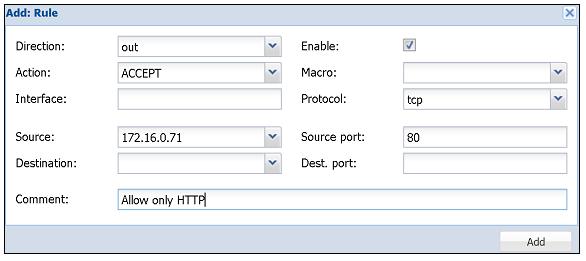 Add: Rule
Direction: out Enable:
Action: ACCEPT Macro:
Interface: Protocol: tcp
Source: 172.16.0.71 Source port: 80
Destination: Dest. port:
Comment: Allow only HTTP
Add